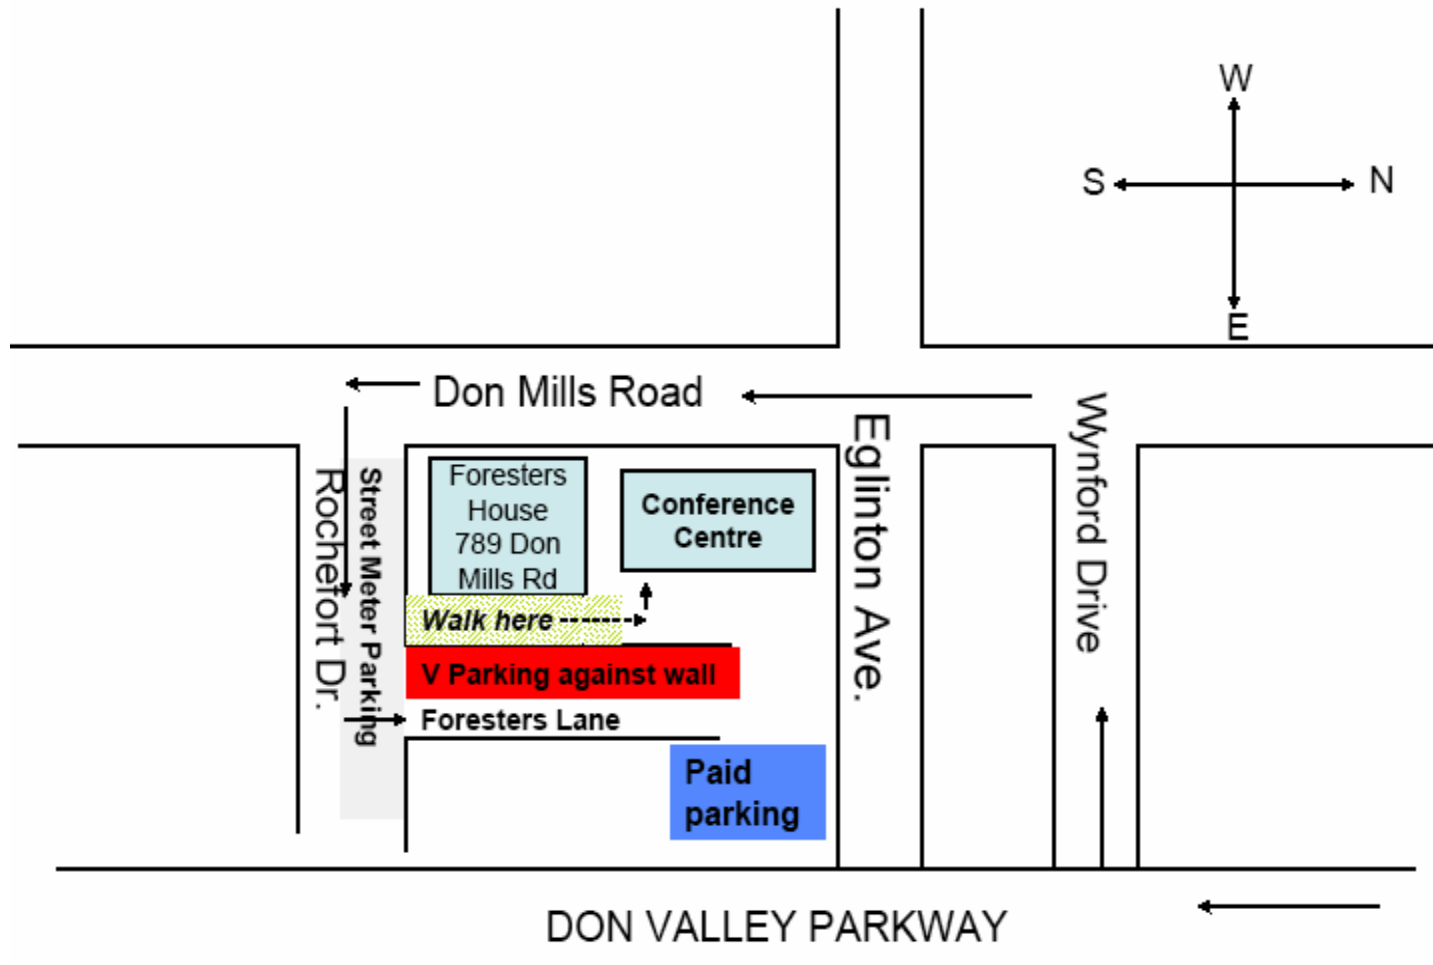 W
S
N
E
Don Mills Road
Wynford Drive
Eglinton Ave.
Rochefort Dr.
Street Meter Parking
Foresters
House
789 Don
Mills Rd
Conference
Centre
Walk here
V Parking against wall
Foresters Lane
Paid
parking
DON VALLEY PARKWAY